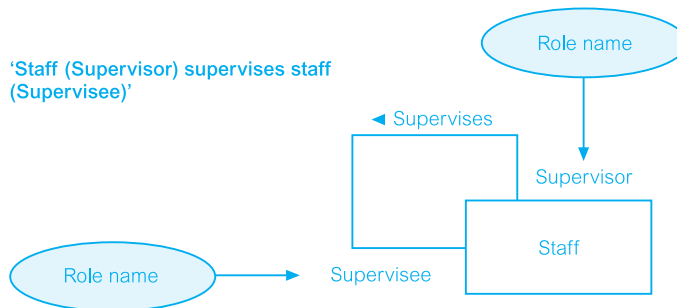 Role name
‘Staff (Supervisor) supervises staff
(Supervisee)’
◄ Supervises
Supervisor
Staff
Role name
Supervisee